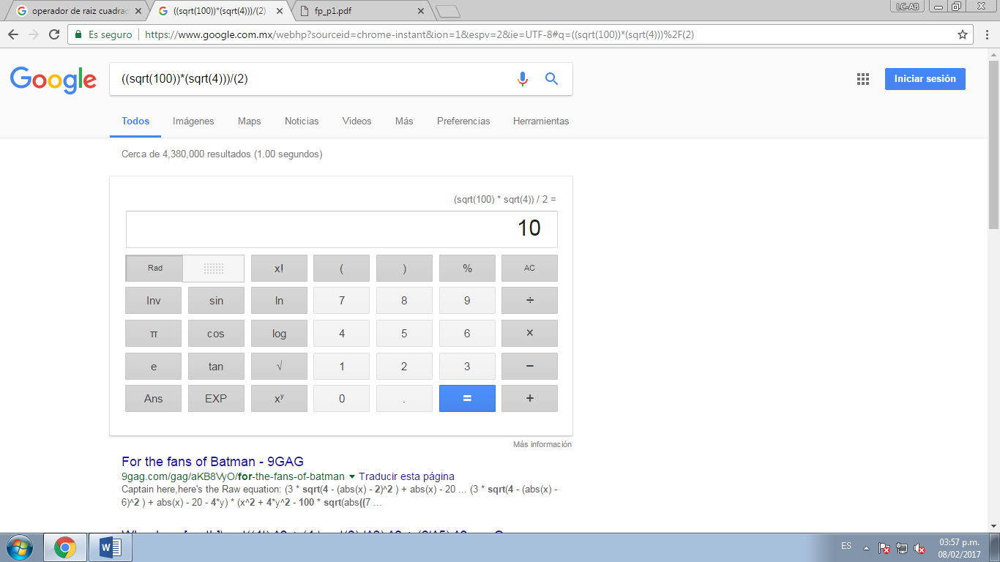 operador de raiz cuadrad
((sqrt(100))*(sqrt(4)))/(2) -
fp_p1.pdf
LC-AB
Es seguro
https://www.google.com.mx/webhp?sourceid=chrome-instant&ion=1&espv=2&ie=UTF-8#q=((sqrt(100))*(sqrt(4)))%2F(2)
Google
((sqrt(100))*(sqrt(4)))/(2)
Iniciar sesión
Todos Imágenes Maps Noticias Videos Más Preferencias Herramientas
Cerca de 4,380,000 resultados (1.00 segundos)
(sqrt(100) * sqrt(4)) / 2 =
10
Rad x! ( ) % AC
Inv sin ln 7 8 9 ÷
π cos log 4 5 6 ×
e tan √ 1 2 3 −
Ans EXP xʸ 0 . = +
Más información
For the fans of Batman - 9GAG
9gag.com/gag/aKB8VyO/for-the-fans-of-batman Traducir esta página
Captain here,here's the Raw equation: (3 * sqrt(4 - (abs(x) - 2)^2 ) + abs(x) - 20 ... (3 * sqrt(4 - (abs(x) -
6)^2 ) + abs(x) - 20 - 4*y) * (x^2 + 4*y^2 - 100 * sqrt(abs((7 ...
ES
03:57 p.m.
08/02/2017